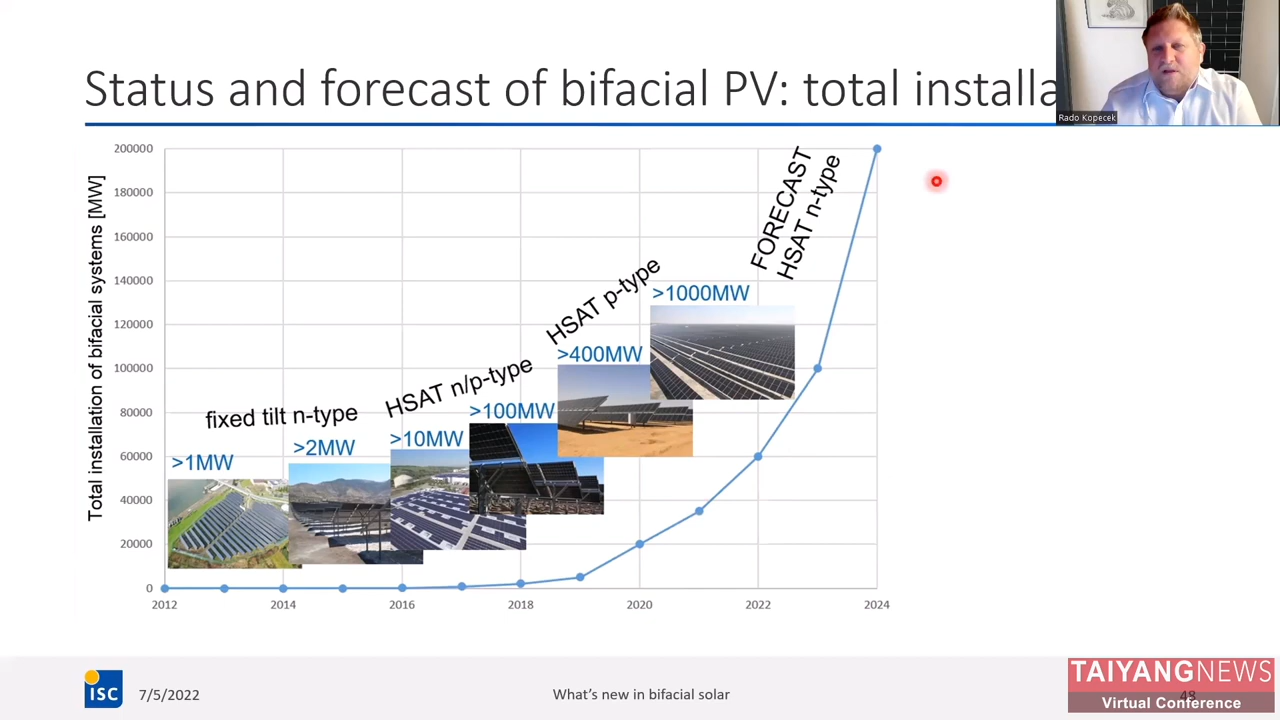 Status and forecast of bifacial PV: total installa
Rado Kopecek
Total installation of bifacial systems [MW]
200000
180000
160000
140000
120000
100000
80000
60000
40000
20000
0
2012
2014
2016
2018
2020
2022
2024
fixed tilt n-type
>1MW
>2MW
HSAT n/p-type
>10MW
>100MW
HSAT p-type
>400MW
>1000MW
FORECAST
HSAT n-type
ISC
7/5/2022
What's new in bifacial solar
48
TAIYANGNEWS
Virtual Conference